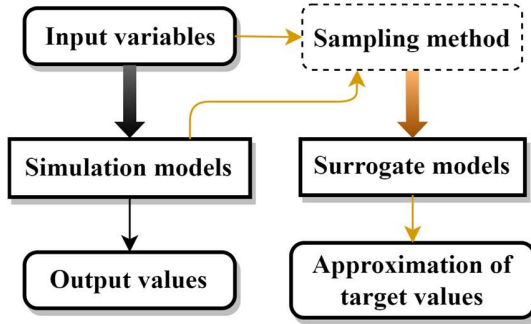 Input variables
Sampling method
Simulation models
Surrogate models
Output values
Approximation of
target values